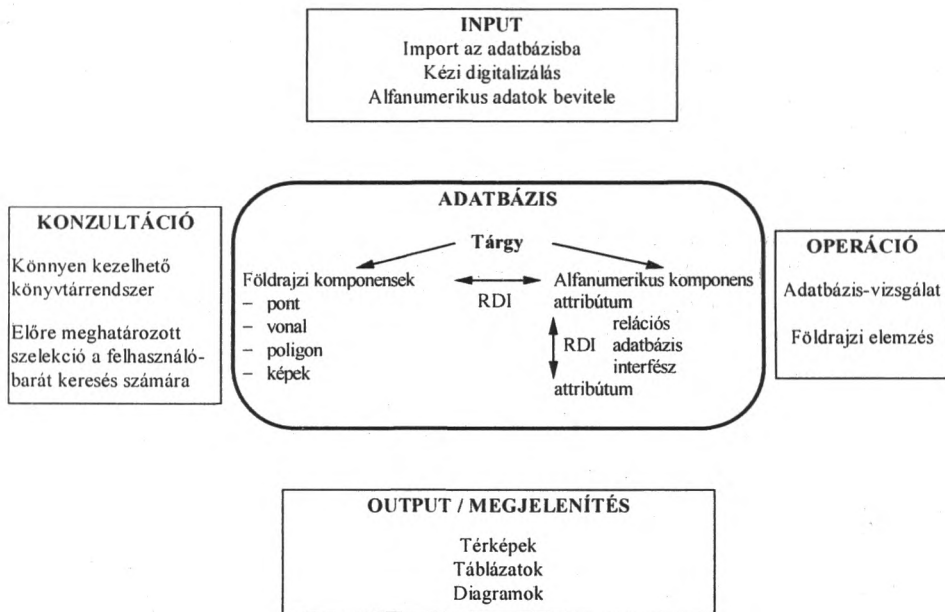 INPUT
Import az adatbázisba
Kézi digitalizálás
Alfanumerikus adatok bevitele
KONZULTÁCIÓ
Könnyen kezelhető
könyvtárrendszer
Előre meghatározott
szelekció a felhasználó-
barát keresés számára
ADATBÁZIS
Tárgy
Földrajzi komponensek
– pont
– vonal
– poligon
– képek
RDI
Alfanumerikus komponens
attribútum
relációs
RDI adatbázis
interfész
attribútum
OPERÁCIÓ
Adatbázis-vizsgálat
Földrajzi elemzés
OUTPUT / MEGJELENÍTÉS
Térképek
Táblázatok
Diagramok